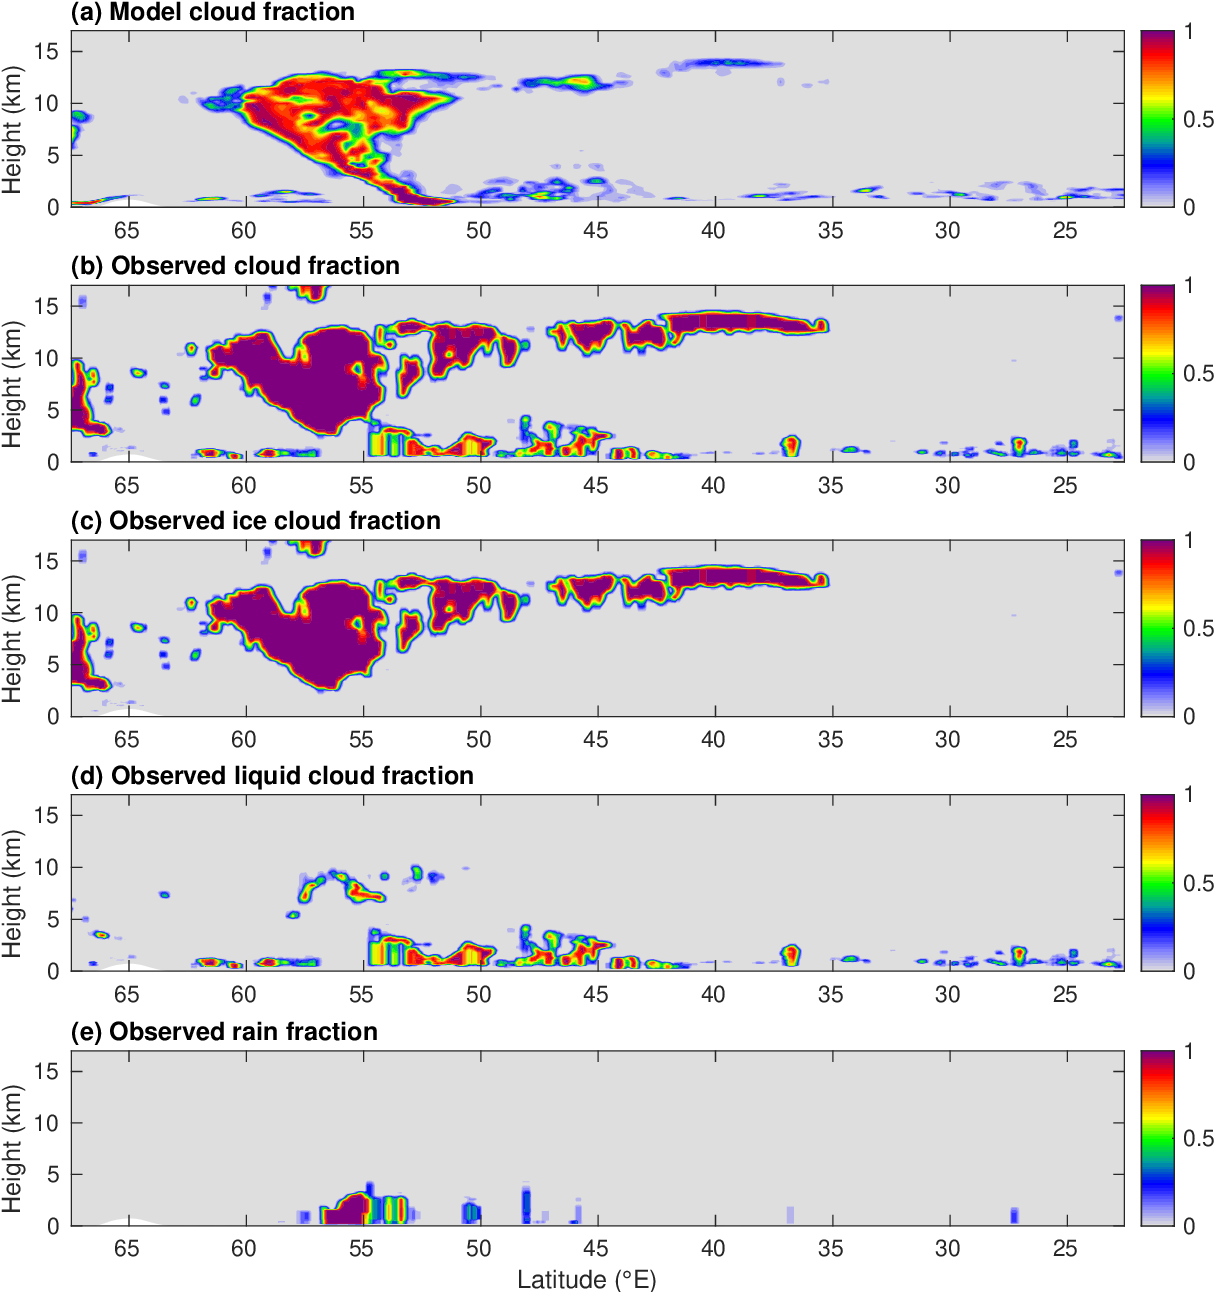 (a) Model cloud fraction
Height (km)
15
10
5
0
65 60 55 50 45 40 35 30 25
1
0.5
0
(b) Observed cloud fraction
Height (km)
15
10
5
0
65 60 55 50 45 40 35 30 25
1
0.5
0
(c) Observed ice cloud fraction
Height (km)
15
10
5
0
65 60 55 50 45 40 35 30 25
1
0.5
0
(d) Observed liquid cloud fraction
Height (km)
15
10
5
0
65 60 55 50 45 40 35 30 25
1
0.5
0
(e) Observed rain fraction
Height (km)
15
10
5
0
65 60 55 50 45 40 35 30 25
1
0.5
0
Latitude (°E)